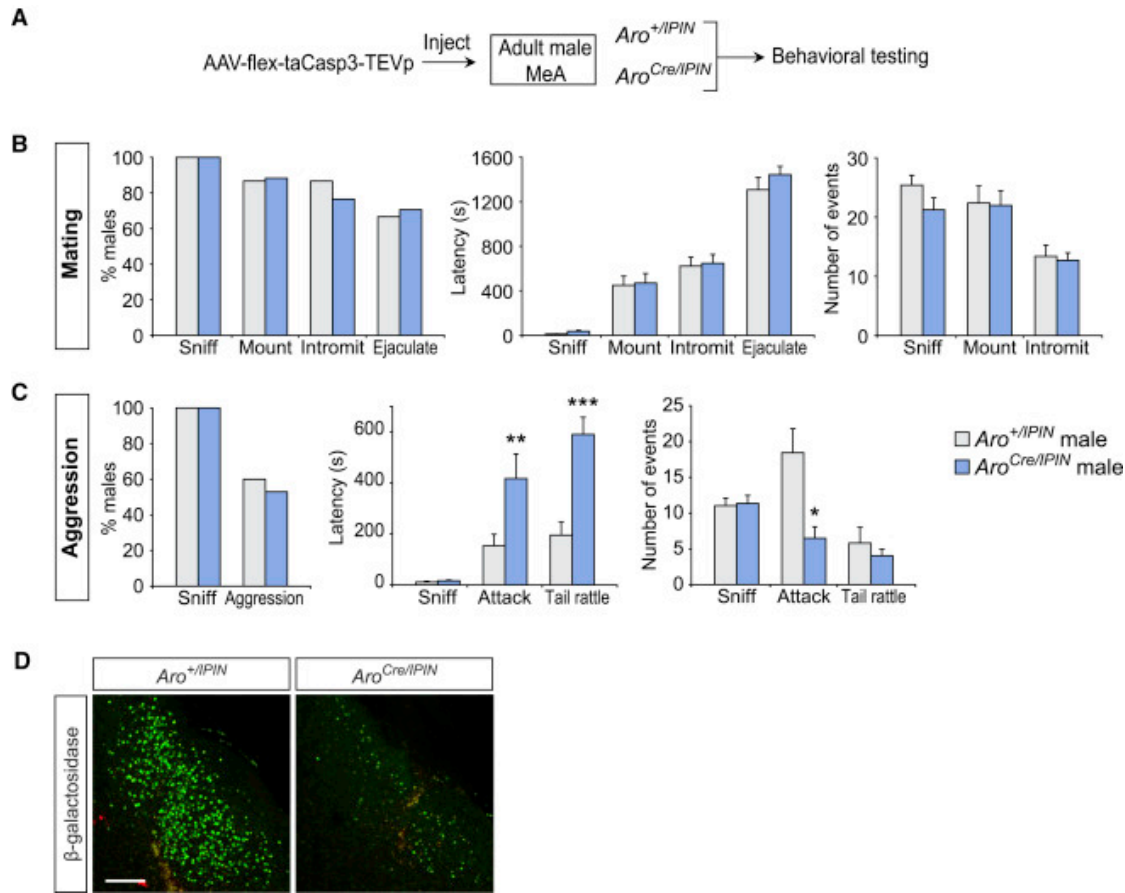 A
AAV-flex-taCasp3-TEVp
Inject
Adult male
MeA
Aro+/IPIN
AroCre/IPIN
Behavioral testing
B
Mating
% males
100
80
60
40
20
0
Sniff Mount Intromit Ejaculate
Latency (s)
1600
1200
800
400
0
Sniff Mount Intromit Ejaculate
Number of events
30
20
10
0
Sniff Mount Intromit
C
Aggression
% males
100
80
60
40
20
0
Sniff Aggression
Latency (s)
600
400
200
0
** ***
Sniff Attack Tail rattle
Number of events
25
20
15
10
5
0
*
Sniff Attack Tail rattle
Aro+/IPIN male
AroCre/IPIN male
D
Aro+/IPIN
AroCre/IPIN
β-galactosidase